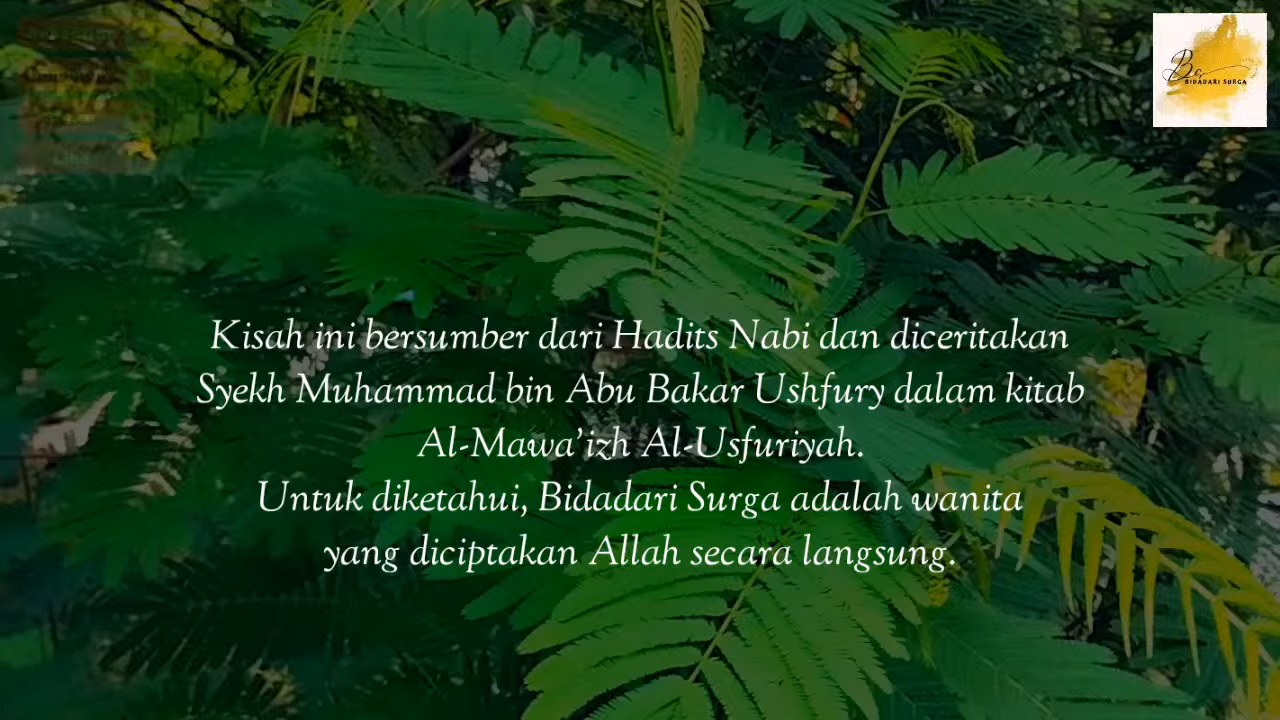 Bs
BIDADARI SURGA
Kisah ini bersumber dari Hadits Nabi dan diceritakan
Syekh Muhammad bin Abu Bakar Ushfury dalam kitab
Al-Mawa'izh Al-Usfuriyah.
Untuk diketahui, Bidadari Surga adalah wanita
yang diciptakan Allah secara langsung.